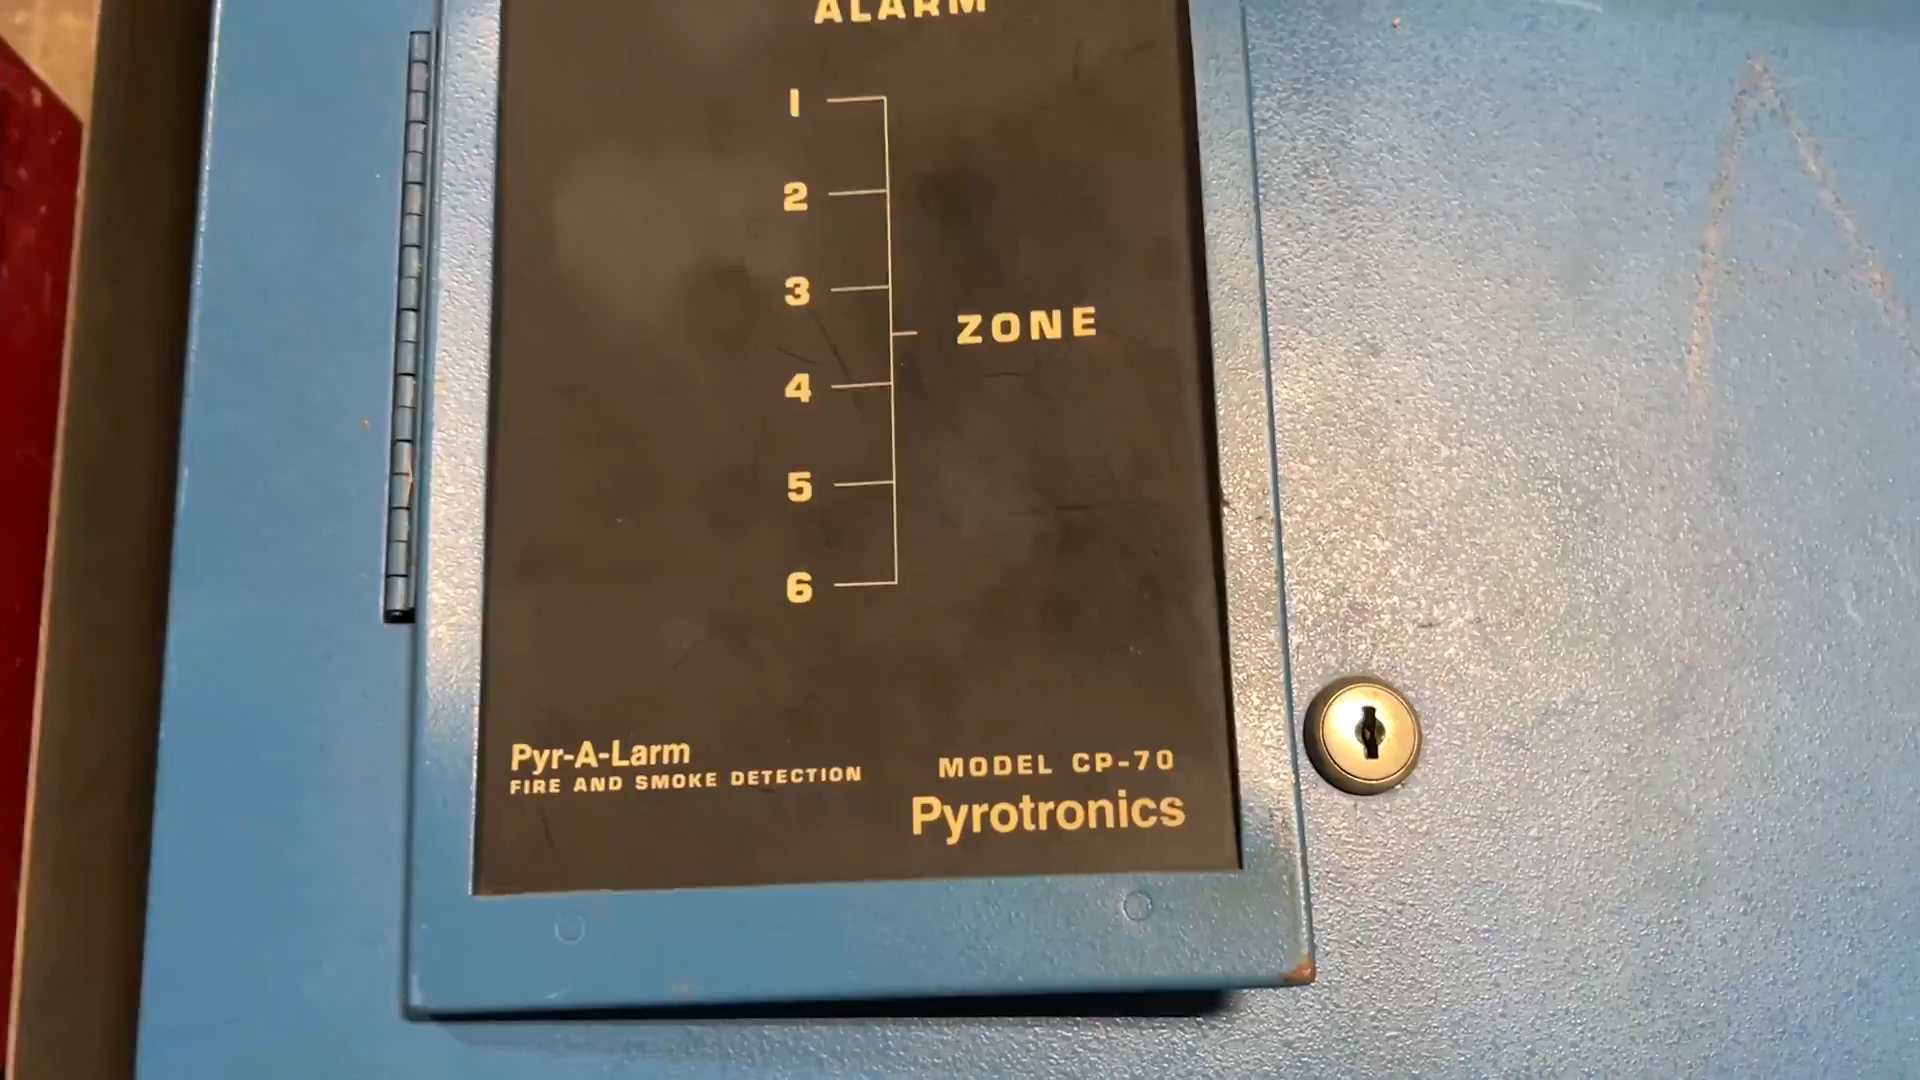 ALARM
1
2
3
ZONE
4
5
6
Pyr-A-Larm
FIRE AND SMOKE DETECTION
MODEL CP-70
Pyrotronics